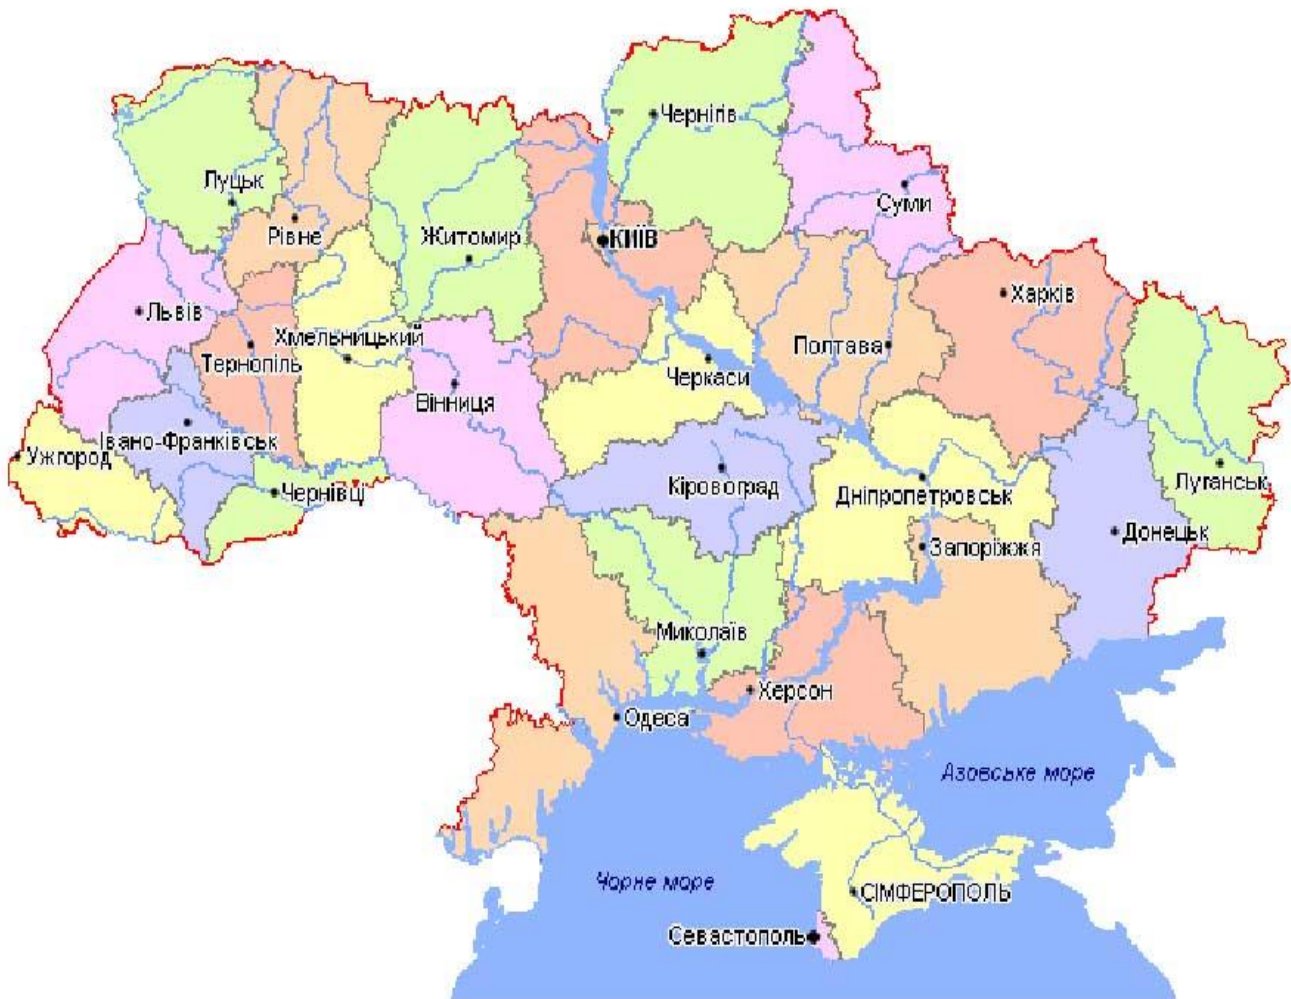 Чернігів
Луцьк
Суми
Рівне
Житомир
КИЇВ
Харків
Львів
Хмельницький
Тернопіль
Полтава
Черкаси
Вінниця
Івано-Франківськ
Ужгород
Чернівці
Кіровоград
Дніпропетровськ
Луганськ
Донецьк
Запоріжжя
Миколаїв
Херсон
Одеса
Азовське море
Чорне море
СІМФЕРОПОЛЬ
Севастополь